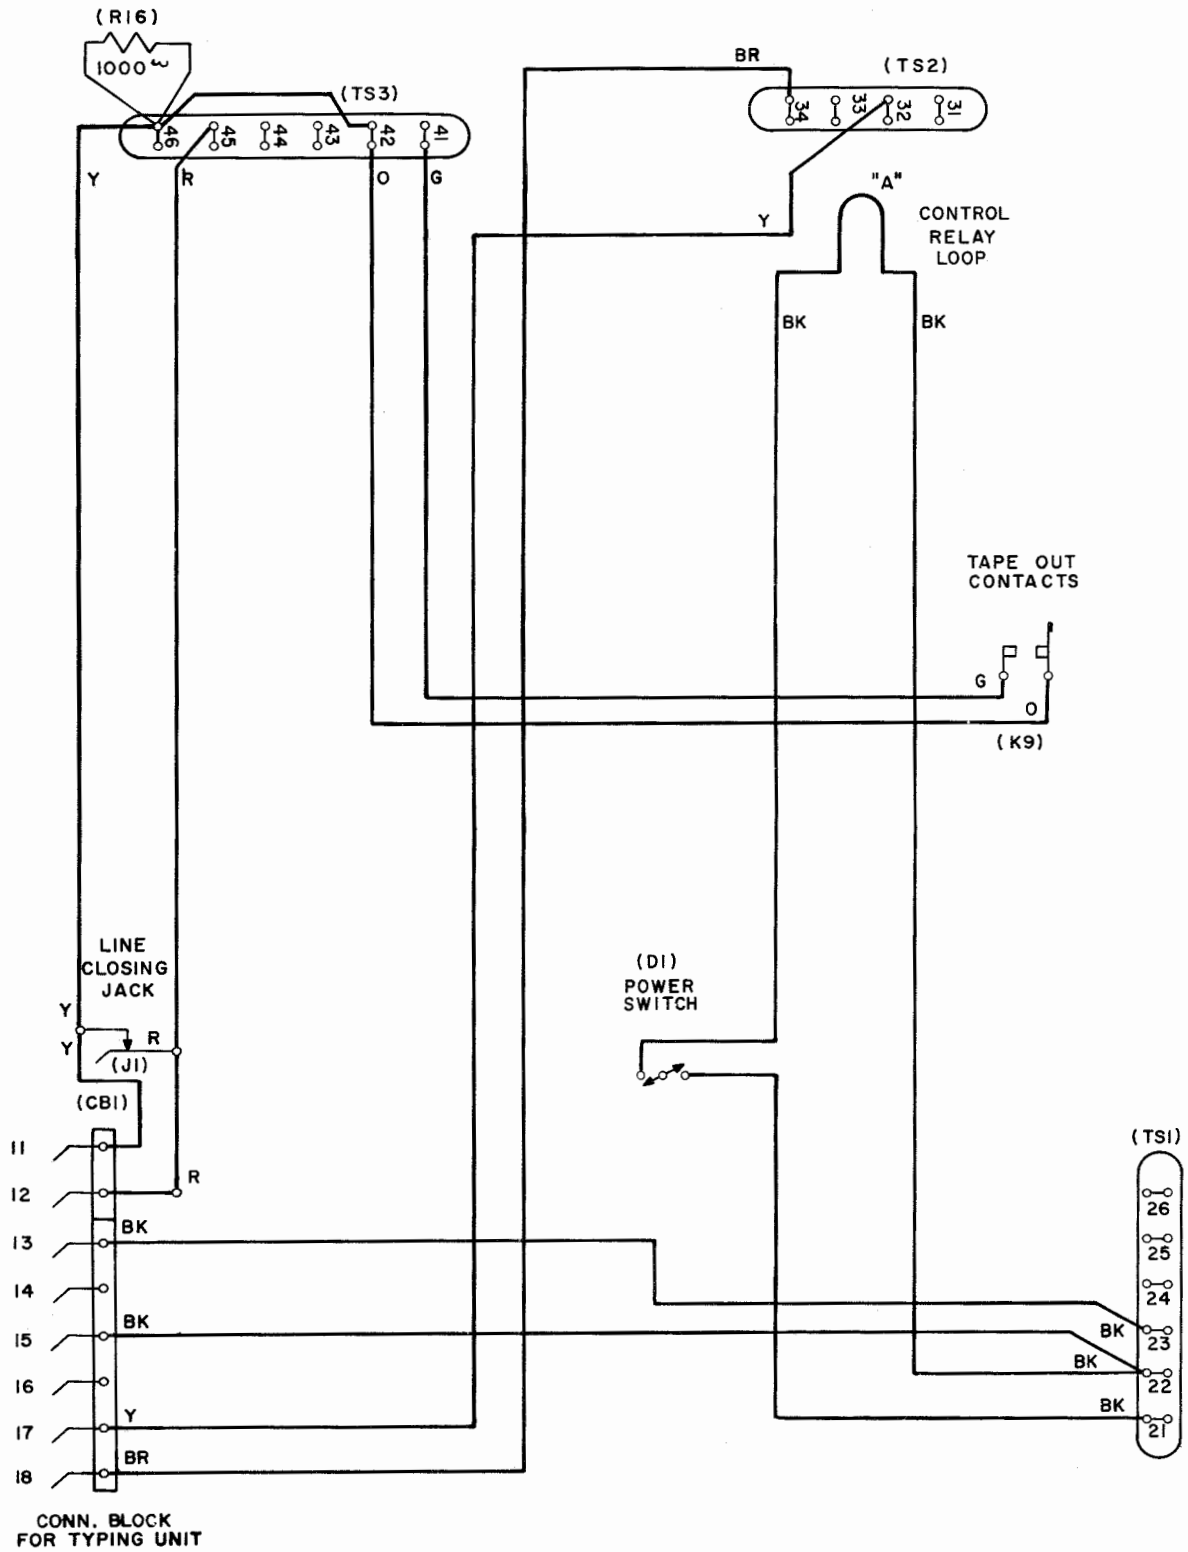 (R16)
1000 ω
(TS3)
46
45
44
43
42
41
Y
R
O
G
BR
(TS2)
34
33
32
31
"A"
CONTROL
RELAY
LOOP
Y
BK
BK
TAPE OUT
CONTACTS
G
O
(K9)
LINE
CLOSING
JACK
Y
Y
R
(J1)
(CB1)
(D1)
POWER
SWITCH
11
12
R
13
BK
14
15
BK
16
17
Y
18
BR
(TS1)
26
25
24
BK
23
BK
22
BK
21
CONN. BLOCK
FOR TYPING UNIT